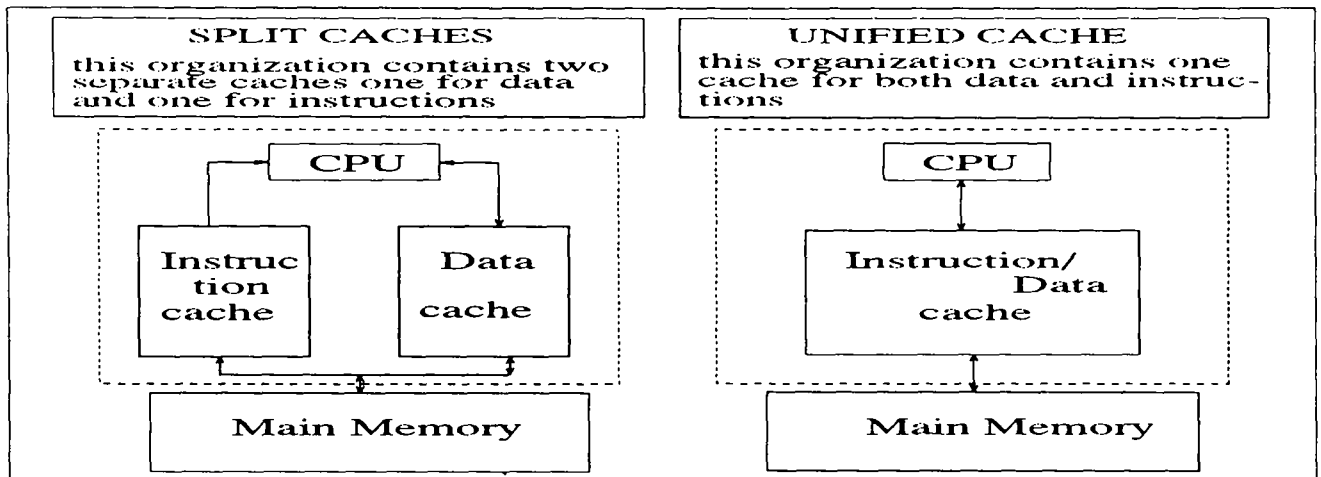 SPLIT CACHES
this organization contains two
separate caches one for data
and one for instructions
CPU
Instruc
tion
cache
Data
cache
Main Memory
UNIFIED CACHE
this organization contains one
cache for both data and instruc-
tions
CPU
Instruction/
Data
cache
Main Memory